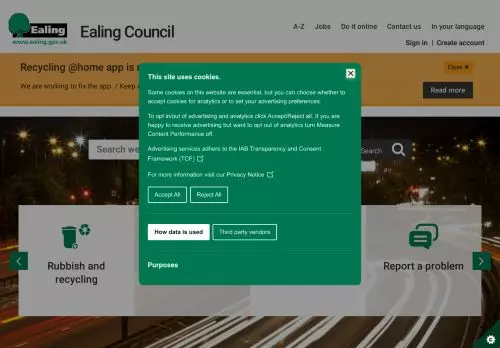 Ealing
www.ealing.gov.uk
Ealing Council
A-Z Jobs Do it online Contact us In your language
Sign in | Create account
Recycling @home app is
Close ×
We are working to fix the app. / Keep
Read more
This site uses cookies.
Some cookies on this website are essential, but you can choose whether to
accept cookies for analytics or to set your advertising preferences.
To opt in/out of advertising and analytics click Accept/Reject all. If you are
happy to receive advertising but want to opt out of analytics turn Measure
Content Performance off.
Advertising services adhere to the IAB Transparency and Consent
Framework (TCF)
For more information visit our Privacy Notice
Accept All Reject All
How data is used Third party vendors
Purposes
Search
Search
Rubbish and
recycling
Report a problem